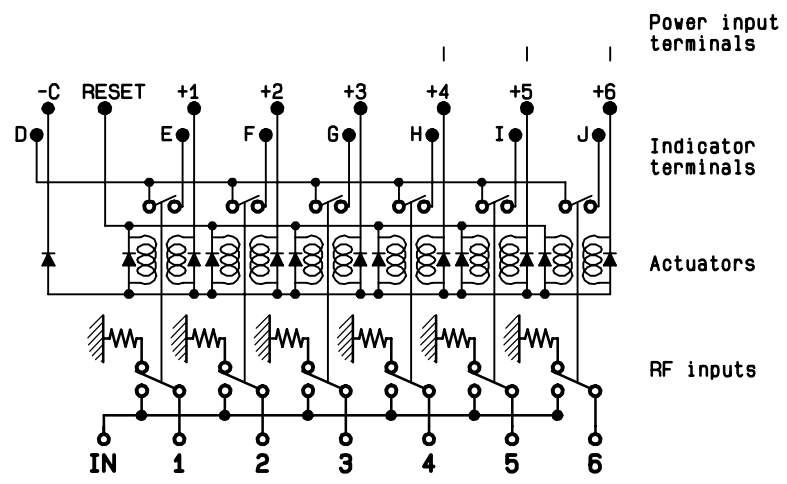 Power input
terminals
-C RESET +1 +2 +3 +4 +5 +6
D E F G H I J
Indicator
terminals
Actuators
RF inputs
IN 1 2 3 4 5 6